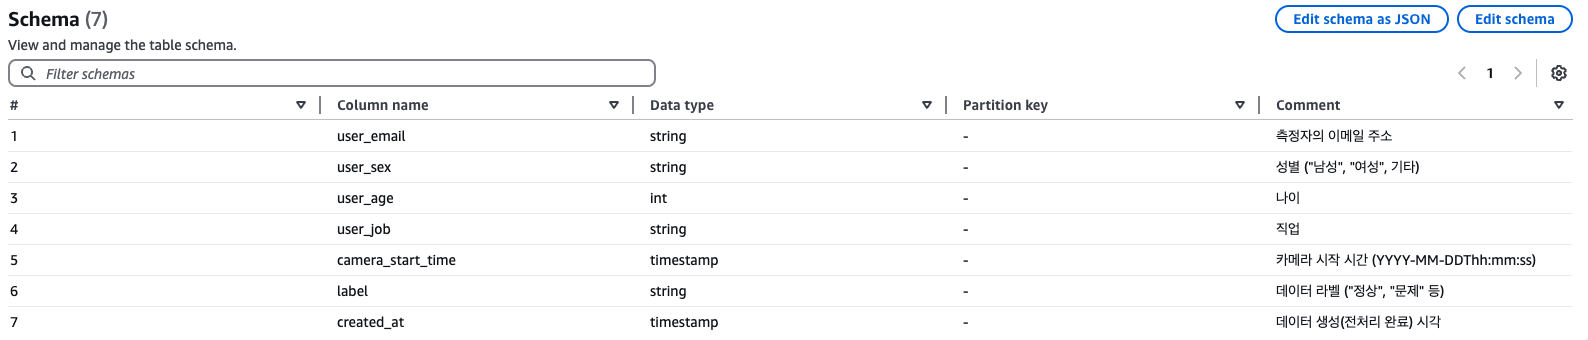 Schema (7)
Edit schema as JSON
Edit schema
View and manage the table schema.
Filter schemas
1
# Column name Data type Partition key Comment
1 user_email string - 측정자의 이메일 주소
2 user_sex string - 성별 ("남성", "여성", 기타)
3 user_age int - 나이
4 user_job string - 직업
5 camera_start_time timestamp - 카메라 시작 시간 (YYYY-MM-DDThh:mm:ss)
6 label string - 데이터 라벨 ("정상", "문제" 등)
7 created_at timestamp - 데이터 생성(전처리 완료) 시각